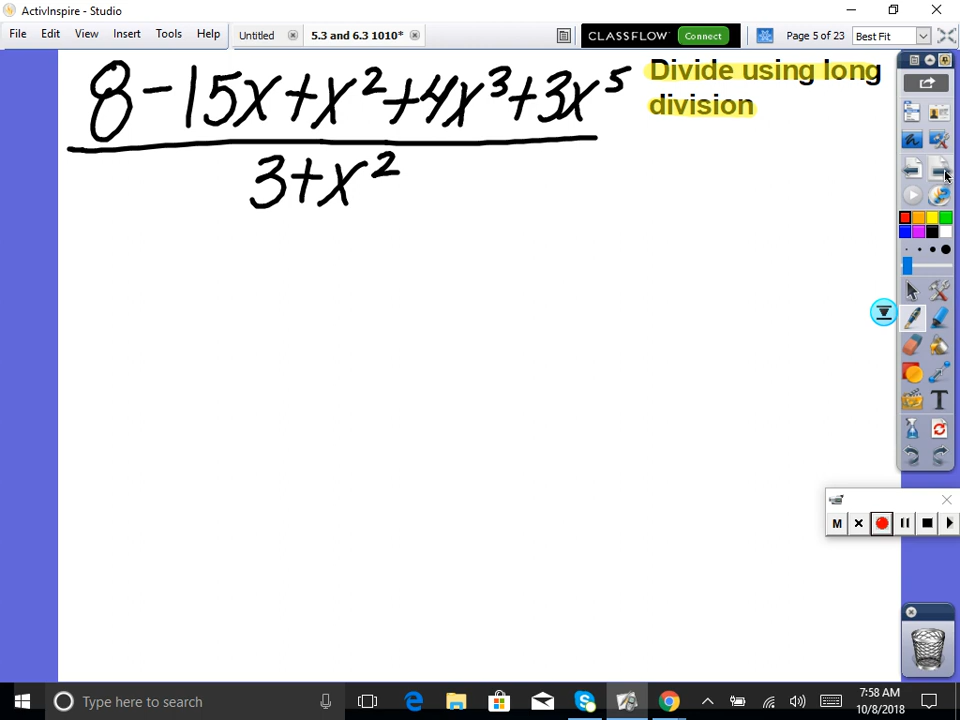 ActivInspire - Studio
File Edit View Insert Tools Help Untitled 5.3 and 6.3 1010* CLASSFLOW Connect Page 5 of 23 Best Fit
8-15x+x²+4x³+3x⁵
3+x²
Divide using long
division
T
M
Type here to search
7:58 AM
10/8/2018